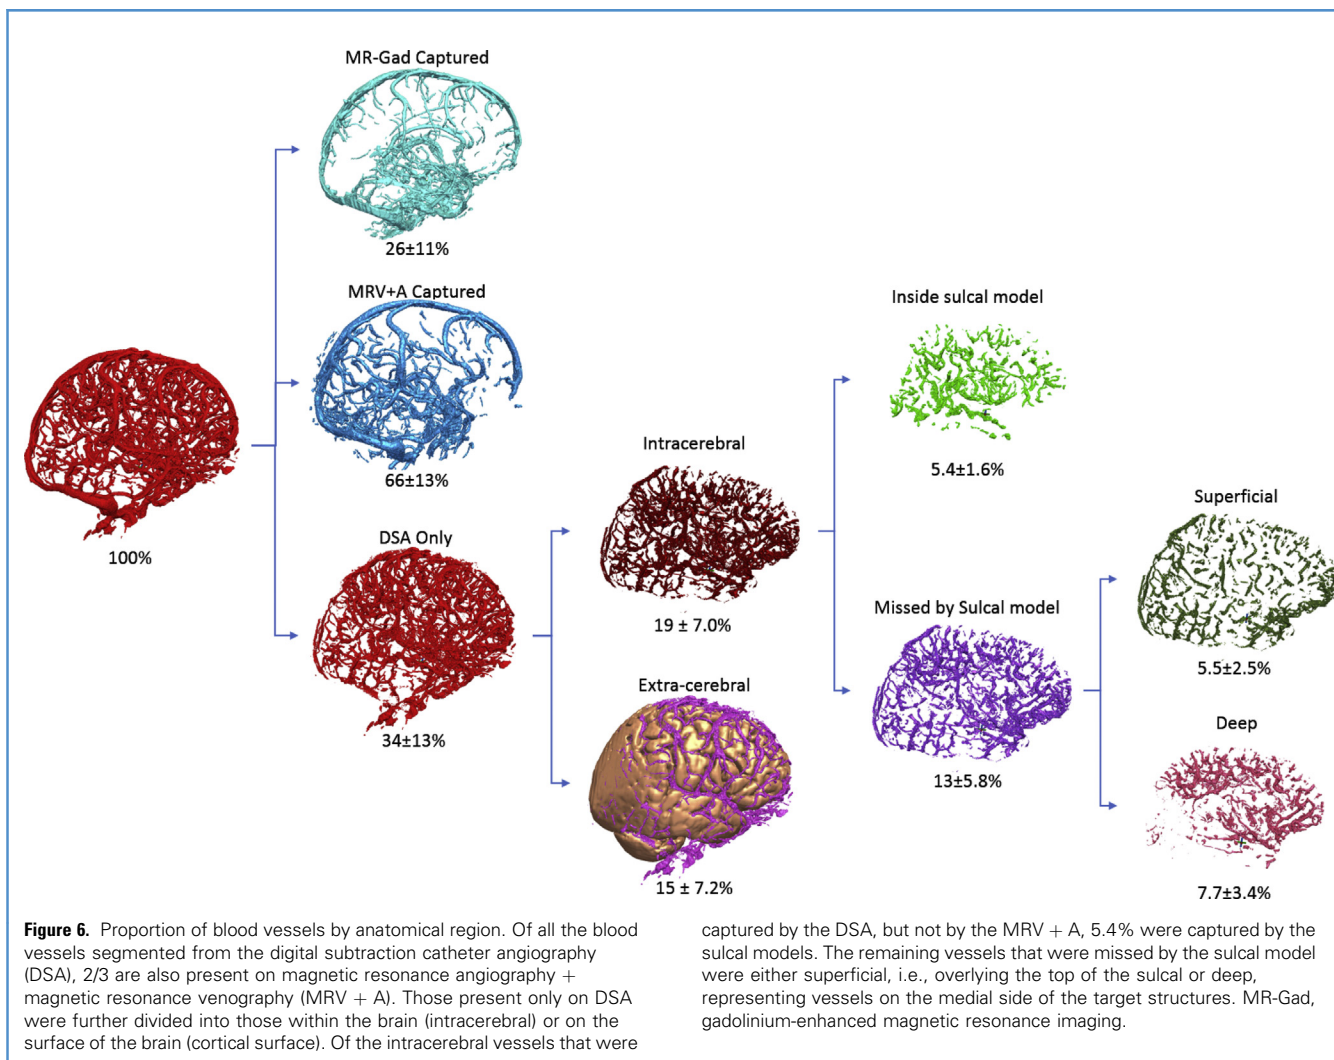 MR-Gad Captured
26±11%
MRV+A Captured
66±13%
100%
DSA Only
34±13%
Intracerebral
19 ± 7.0%
Extra-cerebral
15 ± 7.2%
Inside sulcal model
5.4±1.6%
Missed by Sulcal model
13±5.8%
Superficial
5.5±2.5%
Deep
7.7±3.4%
Figure 6. Proportion of blood vessels by anatomical region. Of all the blood
vessels segmented from the digital subtraction catheter angiography
(DSA), 2/3 are also present on magnetic resonance angiography +
magnetic resonance venography (MRV + A). Those present only on DSA
were further divided into those within the brain (intracerebral) or on the
surface of the brain (cortical surface). Of the intracerebral vessels that were
captured by the DSA, but not by the MRV + A, 5.4% were captured by the
sulcal models. The remaining vessels that were missed by the sulcal model
were either superficial, i.e., overlying the top of the sulcal or deep,
representing vessels on the medial side of the target structures. MR-Gad,
gadolinium-enhanced magnetic resonance imaging.